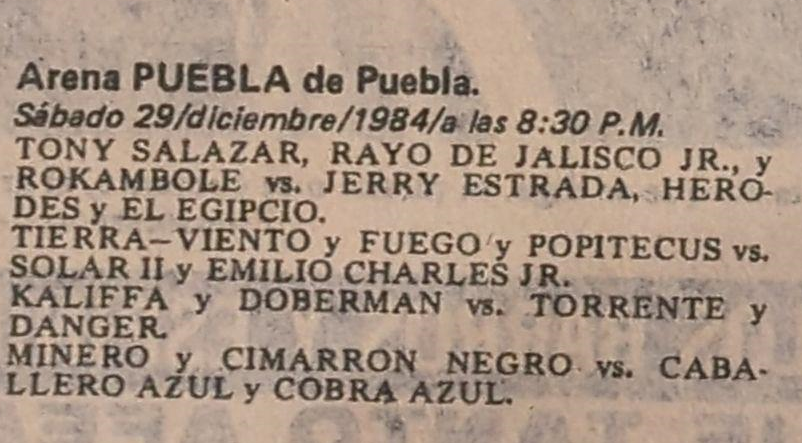 Arena PUEBLA de Puebla.
Sábado 29/diciembre/1984/a las 8:30 P.M.
TONY SALAZAR, RAYO DE JALISCO JR., y
ROKAMBOLE vs. JERRY ESTRADA, HERO-
DES y EL EGIPCIO.
TIERRA-VIENTO y FUEGO y POPITECUS vs.
SOLAR II y EMILIO CHARLES JR.
KALIFFA y DOBERMAN vs. TORRENTE y
DANGER.
MINERO y CIMARRON NEGRO vs. CABA-
LLERO AZUL y COBRA AZUL.